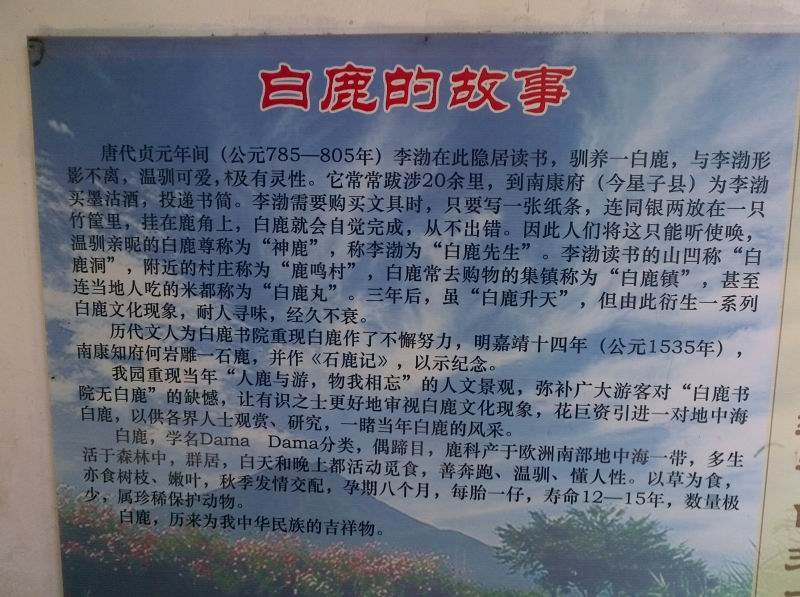 白鹿的故事
唐代贞元年间（公元785—805年）李渤在此隐居读书，驯养一白鹿，与李渤形
影不离，温驯可爱，极有灵性。它常常跋涉20余里，到南康府（今星子县）为李渤
买墨沽酒，投递书简。李渤需要购买文具时，只要写一张纸条，连同银两放在一只
竹筐里，挂在鹿角上，白鹿就会自觉完成，从不出错。因此人们将这只能听使唤，
温驯亲昵的白鹿尊称为“神鹿”，称李渤为“白鹿先生”。李渤读书的山凹称“白
鹿洞”，附近的村庄称为“鹿鸣村”，白鹿常去购物的集镇称为“白鹿镇”，甚至
连当地人吃的米都称为“白鹿丸”。三年后，虽“白鹿升天”，但由此衍生一系列
白鹿文化现象，耐人寻味，经久不衰。
历代文人为白鹿书院重现白鹿作了不懈努力，明嘉靖十四年（公元1535年），
南康知府何岩雕一石鹿，并作《石鹿记》，以示纪念。
我园重现当年“人鹿与游，物我相忘”的人文景观，弥补广大游客对“白鹿书
院无白鹿”的缺憾，让有识之士更好地审视白鹿文化现象，花巨资引进一对地中海
白鹿，以供各界人士观赏、研究，一睹当年白鹿的风采。
白鹿，学名Dama Dama分类，偶蹄目，鹿科产于欧洲南部地中海一带，多生
活于森林中，群居，白天和晚上都活动觅食，善奔跑、温驯、懂人性。以草为食，
亦食树枝、嫩叶，秋季发情交配，孕期八个月，每胎一仔，寿命12—15年，数量极
少，属珍稀保护动物。
白鹿，历来为我中华民族的吉祥物。